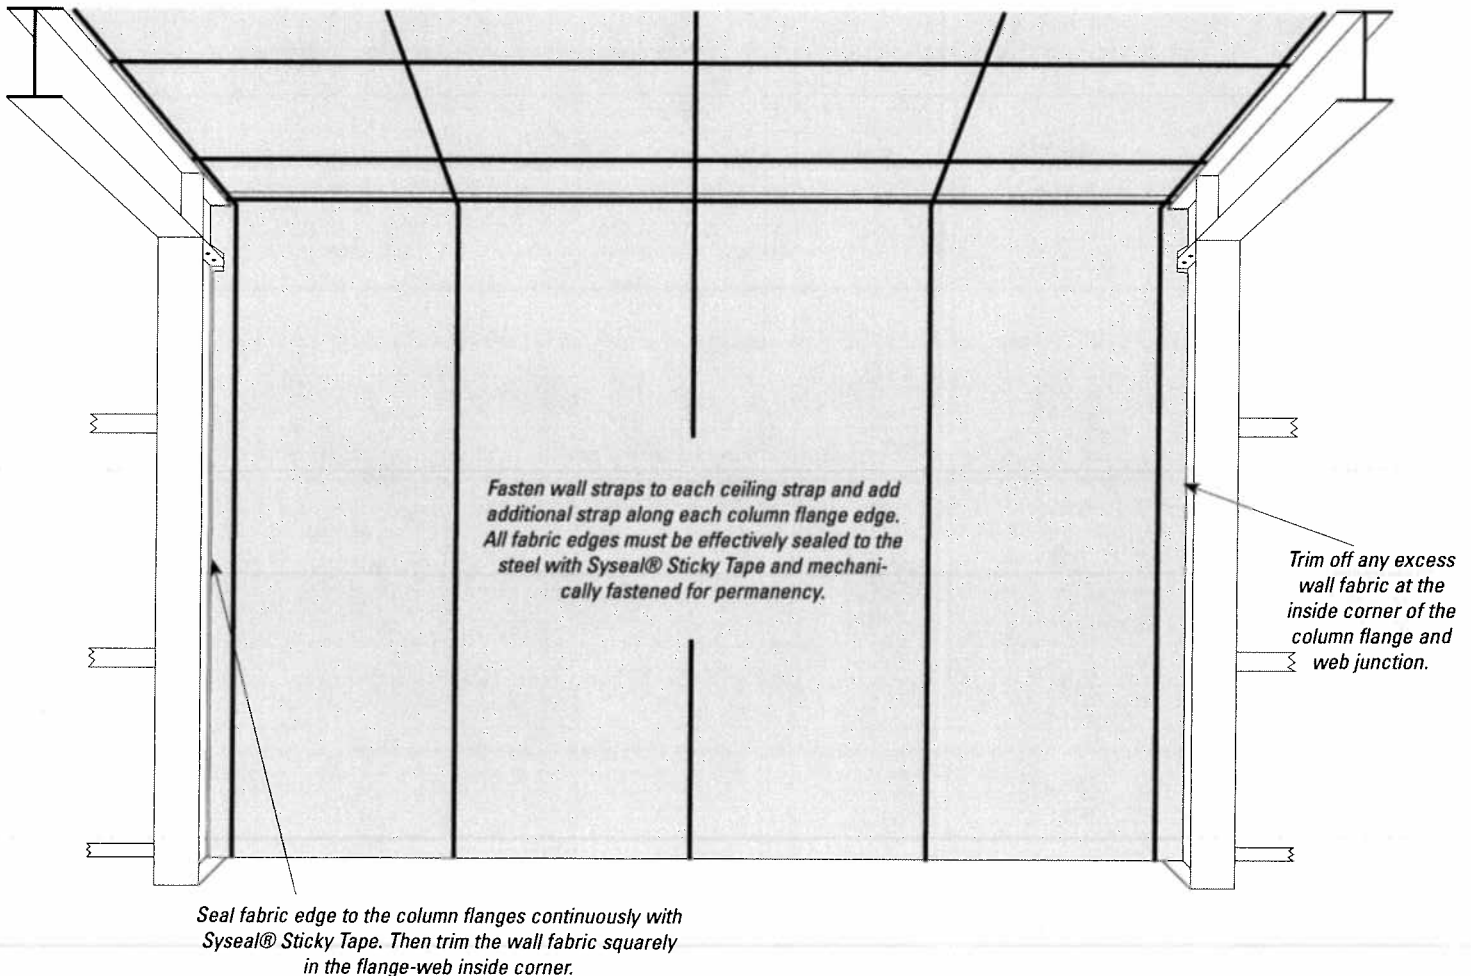 Fasten wall straps to each ceiling strap and add
additional strap along each column flange edge.
All fabric edges must be effectively sealed to the
steel with Syseal® Sticky Tape and mechani-
cally fastened for permanency.
Trim off any excess
wall fabric at the
inside corner of the
column flange and
web junction.
Seal fabric edge to the column flanges continuously with
Syseal® Sticky Tape. Then trim the wall fabric squarely
in the flange-web inside corner.